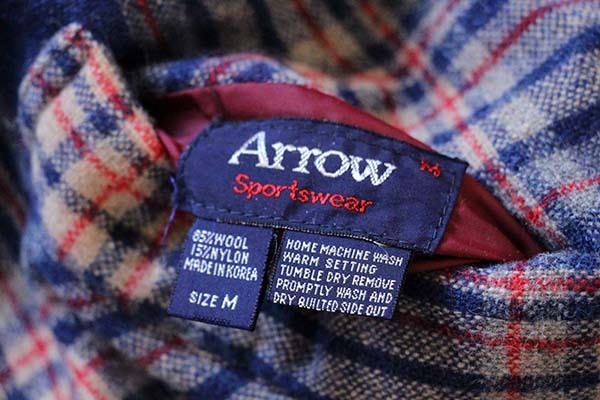 Arrow
TM
Sportswear
85% WOOL
15% NYLON
MADE IN KOREA
SIZE M
HOME MACHINE WASH
WARM SETTING
TUMBLE DRY REMOVE
PROMPTLY WASH AND
DRY QUILTED SIDE OUT